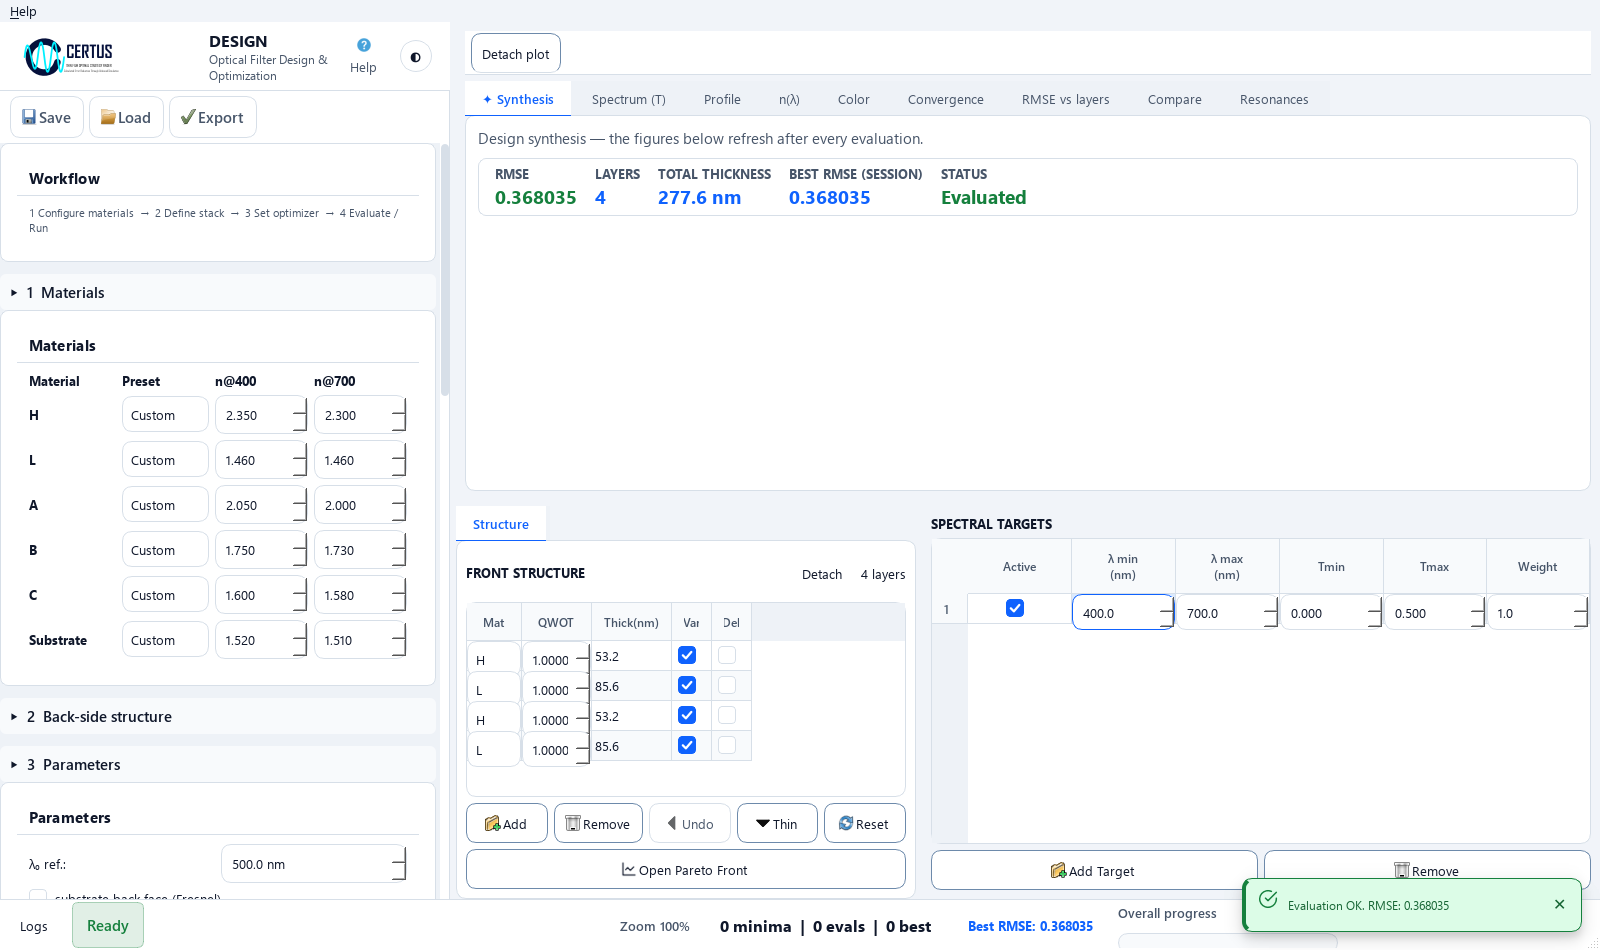 Help
CERTUS
DESIGN
Optical Filter Design &
Optimization
Help
Save
Load
Export
Workflow
1 Configure materials → 2 Define stack → 3 Set optimizer → 4 Evaluate /
Run
1 Materials
Materials
Material Preset n@400 n@700
H Custom 2.350 2.300
L Custom 1.460 1.460
A Custom 2.050 2.000
B Custom 1.750 1.730
C Custom 1.600 1.580
Substrate Custom 1.520 1.510
2 Back-side structure
3 Parameters
Parameters
λ₀ ref.: 500.0 nm
substrate back face (Fresnel)
Detach plot
✦ Synthesis Spectrum (T) Profile n(λ) Color Convergence RMSE vs layers Compare Resonances
Design synthesis — the figures below refresh after every evaluation.
RMSE LAYERS TOTAL THICKNESS BEST RMSE (SESSION) STATUS
0.368035 4 277.6 nm 0.368035 Evaluated
Structure
FRONT STRUCTURE Detach 4 layers
Mat QWOT Thick(nm) Var Del
H 1.0000 53.2
L 1.0000 85.6
H 1.0000 53.2
L 1.0000 85.6
Add Remove Undo Thin Reset
Open Pareto Front
SPECTRAL TARGETS
Active λ min (nm) λ max (nm) Tmin Tmax Weight
1 400.0 700.0 0.000 0.500 1.0
Add Target Remove
Evaluation OK. RMSE: 0.368035
Logs Ready Zoom 100% 0 minima | 0 evals | 0 best Best RMSE: 0.368035 Overall progress